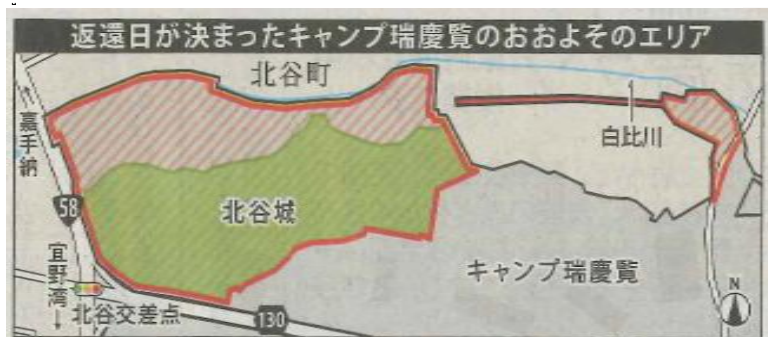 返還日が決まったキャンプ瑞慶覧のおおよそのエリア
北谷町
↑嘉手納
白比川
58
北谷城
宜野湾↓
キャンプ瑞慶覧
N
北谷交差点
130